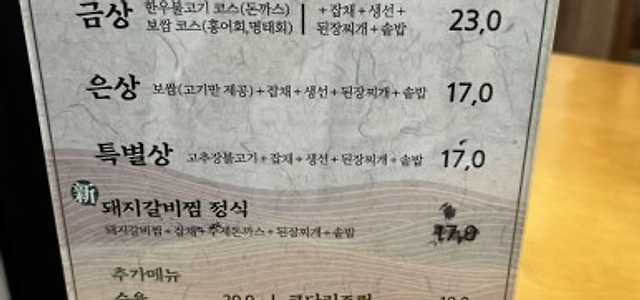 금상 한우불고기 코스(돈까스) + 잡채 + 생선 + 23,0
보쌈 코스(홍어회,명태회) 된장찌개 + 솥밥
은상 보쌈(고기만 제공) + 잡채 + 생선 + 된장찌개 + 솥밥 17,0
특별상 고추장불고기 + 잡채 + 생선 + 된장찌개 + 솥밥 17,0
新
돼지갈비찜 정식
돼지갈비찜 + 잡채 + 수제돈까스 + 된장찌개 + 솥밥 17,0
추가메뉴